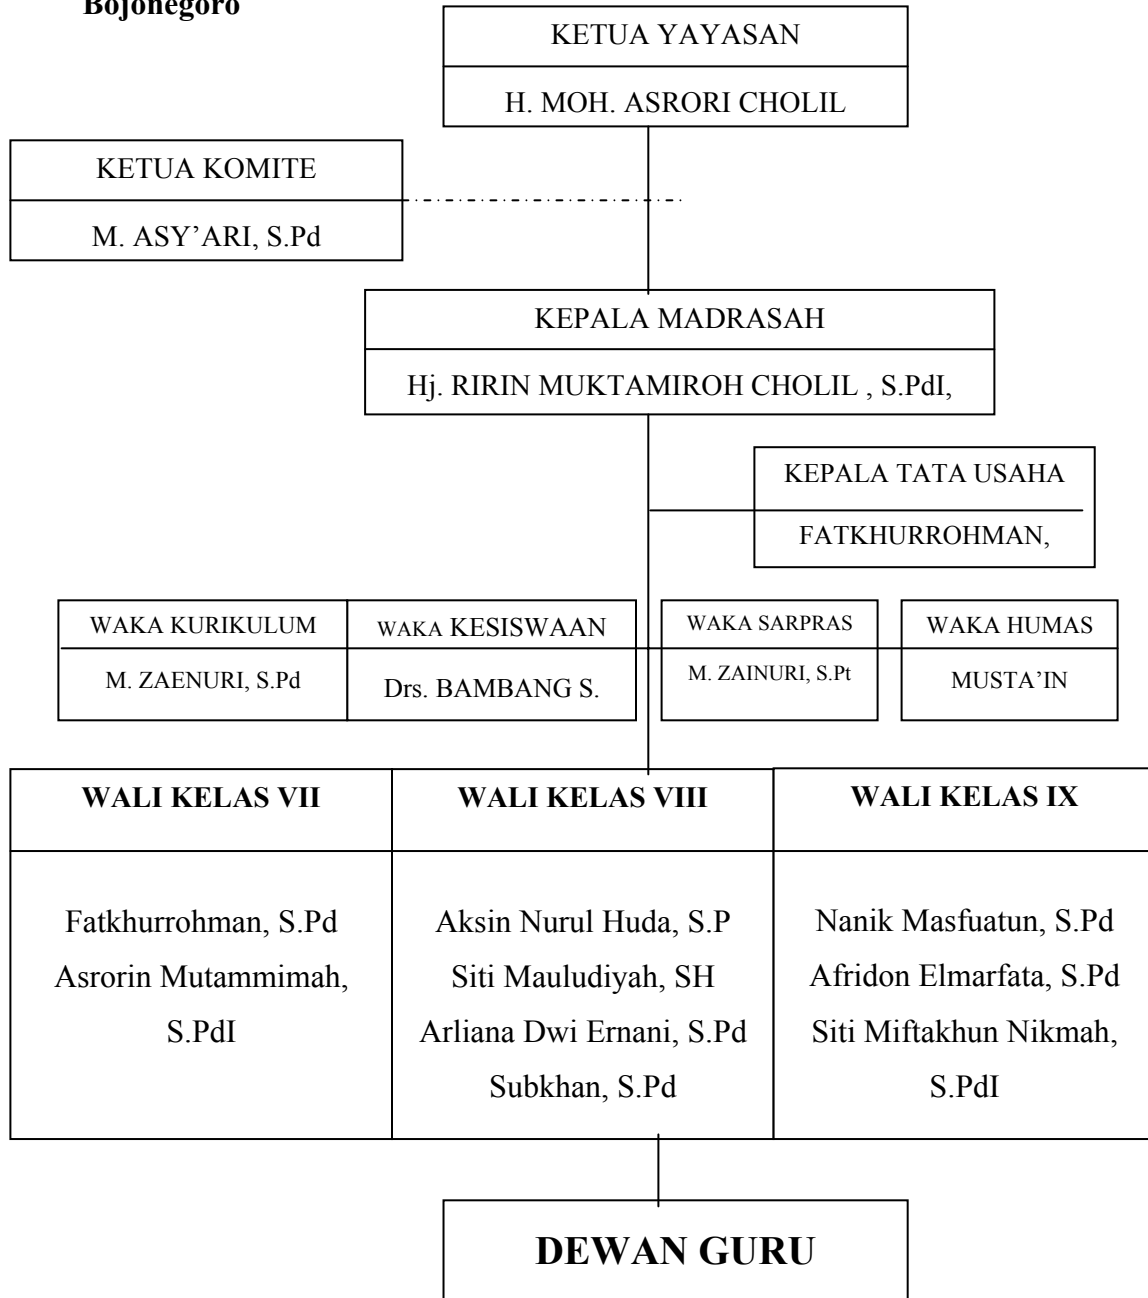 Bojonegoro
KETUA YAYASAN
H. MOH. ASRORI CHOLIL
KETUA KOMITE
M. ASY’ARI, S.Pd
KEPALA MADRASAH
Hj. RIRIN MUKTAMIROH CHOLIL , S.PdI,
KEPALA TATA USAHA
FATKHURROHMAN,
WAKA KURIKULUM
M. ZAENURI, S.Pd
WAKA KESISWAAN
Drs. BAMBANG S.
WAKA SARPRAS
M. ZAINURI, S.Pt
WAKA HUMAS
MUSTA’IN
WALI KELAS VII
Fatkhurrohman, S.Pd
Asrorin Mutammimah,
S.PdI
WALI KELAS VIII
Aksin Nurul Huda, S.P
Siti Mauludiyah, SH
Arliana Dwi Ernani, S.Pd
Subkhan, S.Pd
WALI KELAS IX
Nanik Masfuatun, S.Pd
Afridon Elmarfata, S.Pd
Siti Miftakhun Nikmah,
S.PdI
DEWAN GURU